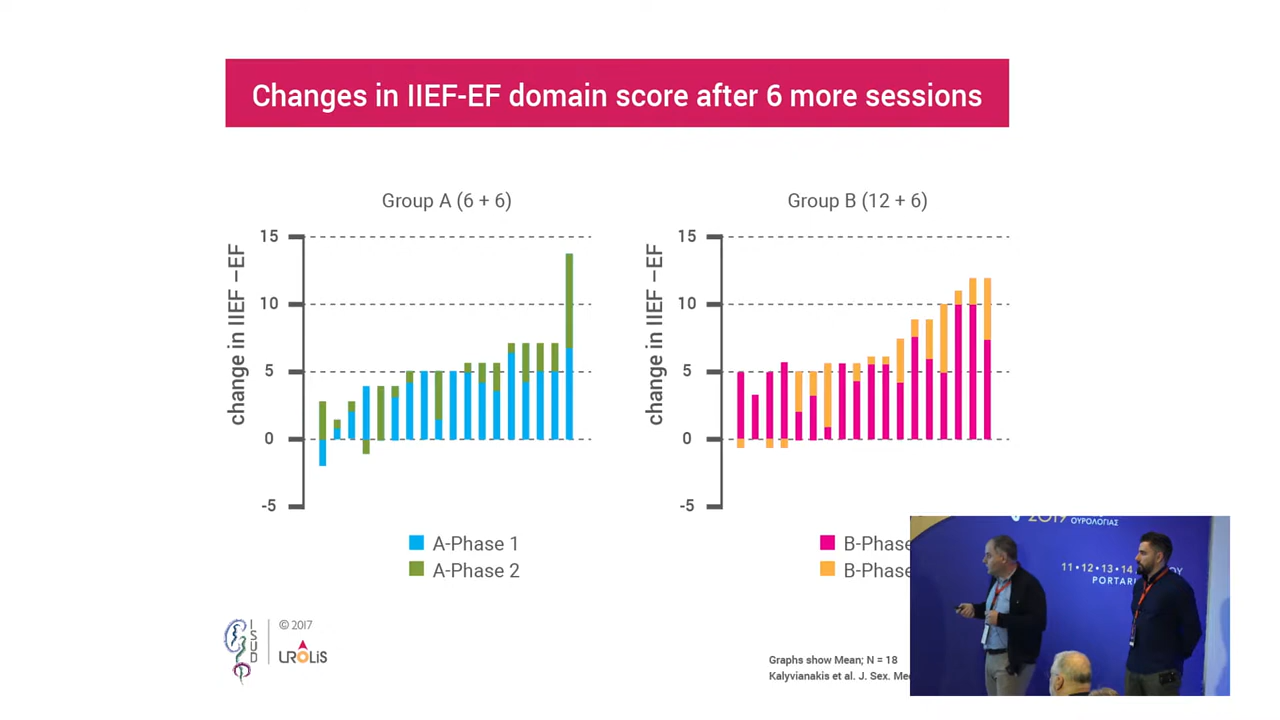 Changes in IIEF-EF domain score after 6 more sessions
Group A (6 + 6)
15
10
5
0
-5
change in IIEF –EF
A-Phase 1
A-Phase 2
Group B (12 + 6)
15
10
5
0
-5
change in IIEF –EF
B-Phase
B-Phase
ISUD
© 2017
UROLiS
Graphs show Mean; N = 18
Kalyvianakis et al. J. Sex. Me
2019
ΟΥΡΟΛΟΓΙΑΣ
11•12•13•14
PORTAR